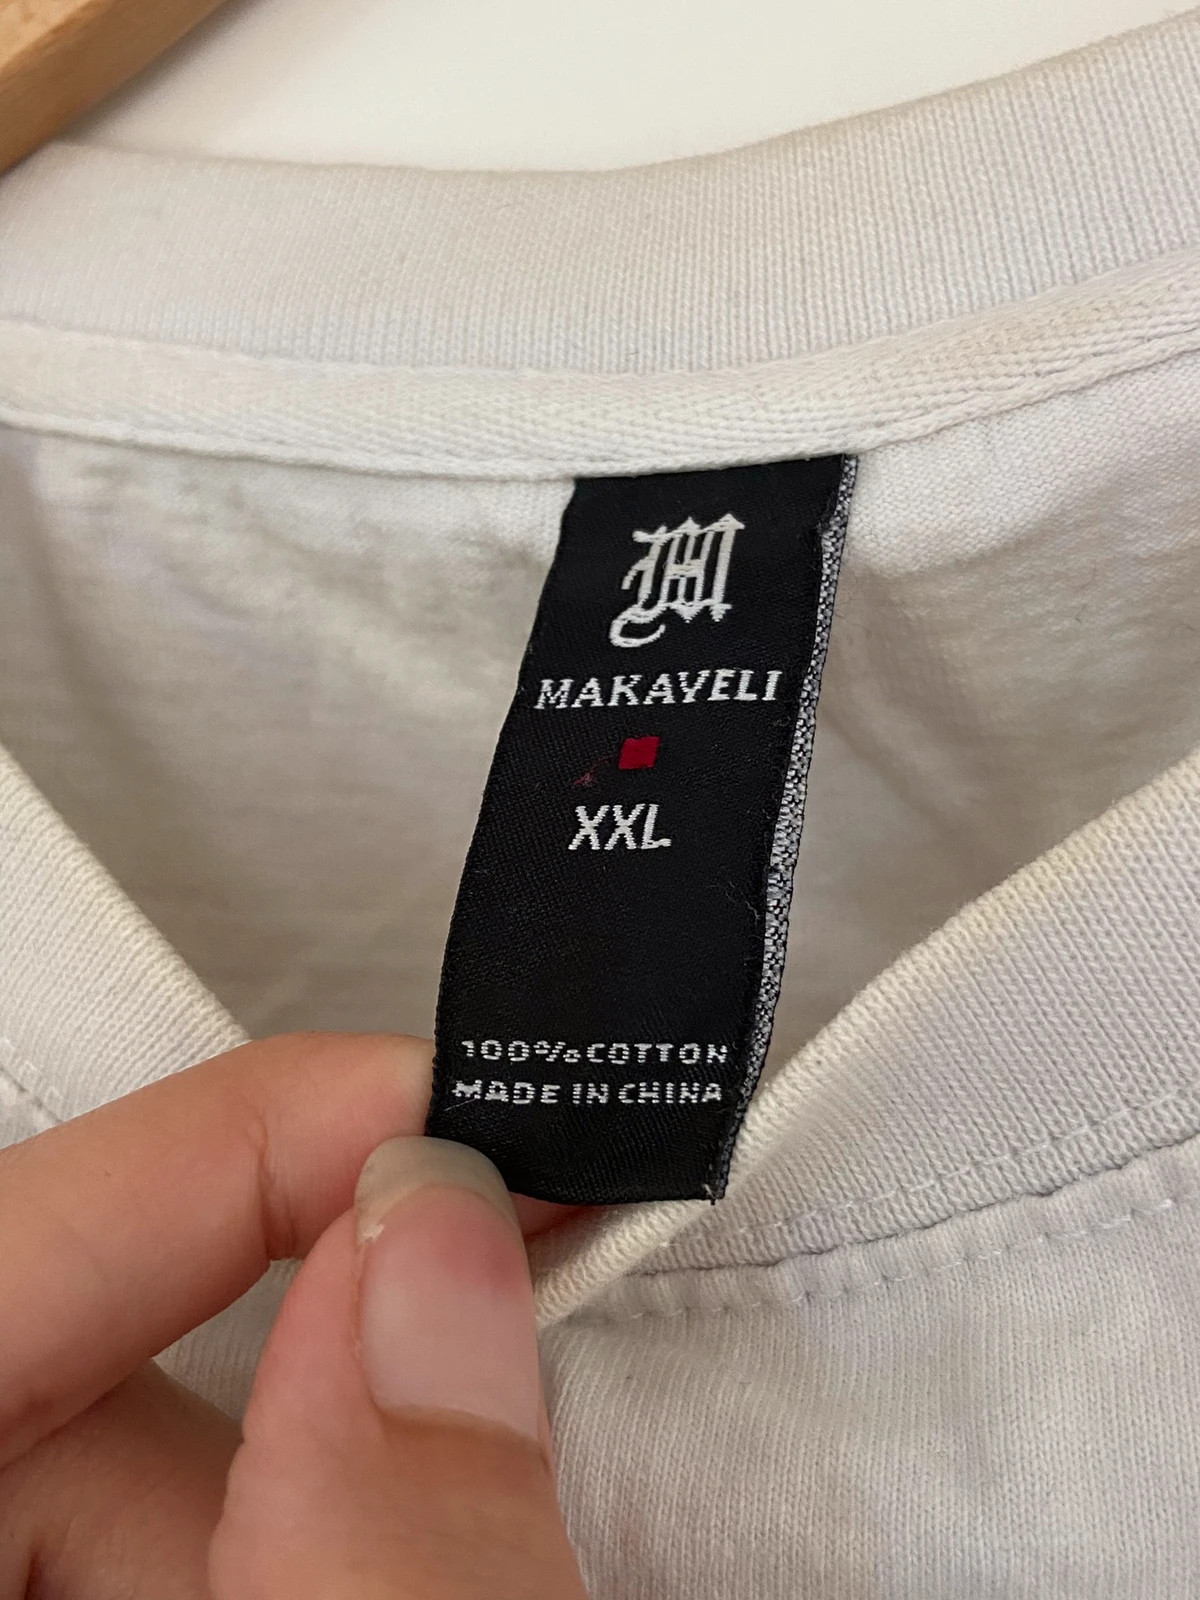 M
MAKAVELI
XXL
100% COTTON
MADE IN CHINA